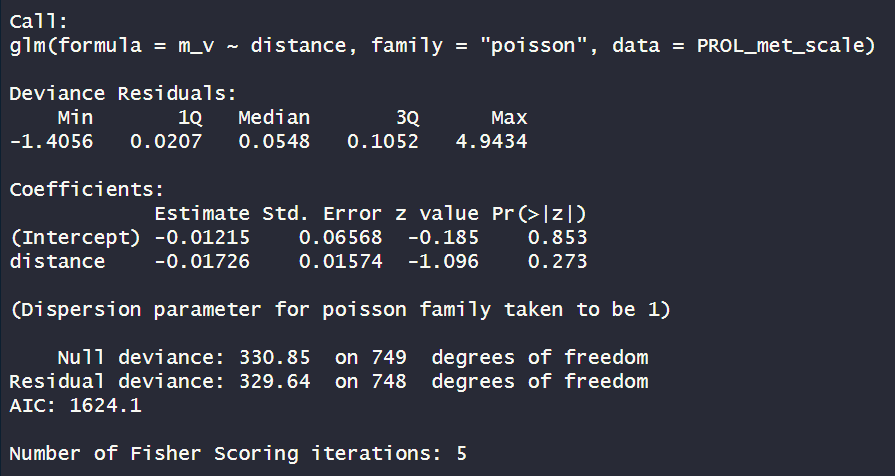 Call:
glm(formula = m_v ~ distance, family = "poisson", data = PROL_met_scale)
Deviance Residuals:
    Min       1Q   Median       3Q      Max
-1.4056   0.0207   0.0548   0.1052   4.9434
Coefficients:
            Estimate Std. Error z value Pr(>|z|)
(Intercept) -0.01215    0.06568  -0.185    0.853
distance    -0.01726    0.01574  -1.096    0.273
(Dispersion parameter for poisson family taken to be 1)
    Null deviance: 330.85  on 749  degrees of freedom
Residual deviance: 329.64  on 748  degrees of freedom
AIC: 1624.1
Number of Fisher Scoring iterations: 5